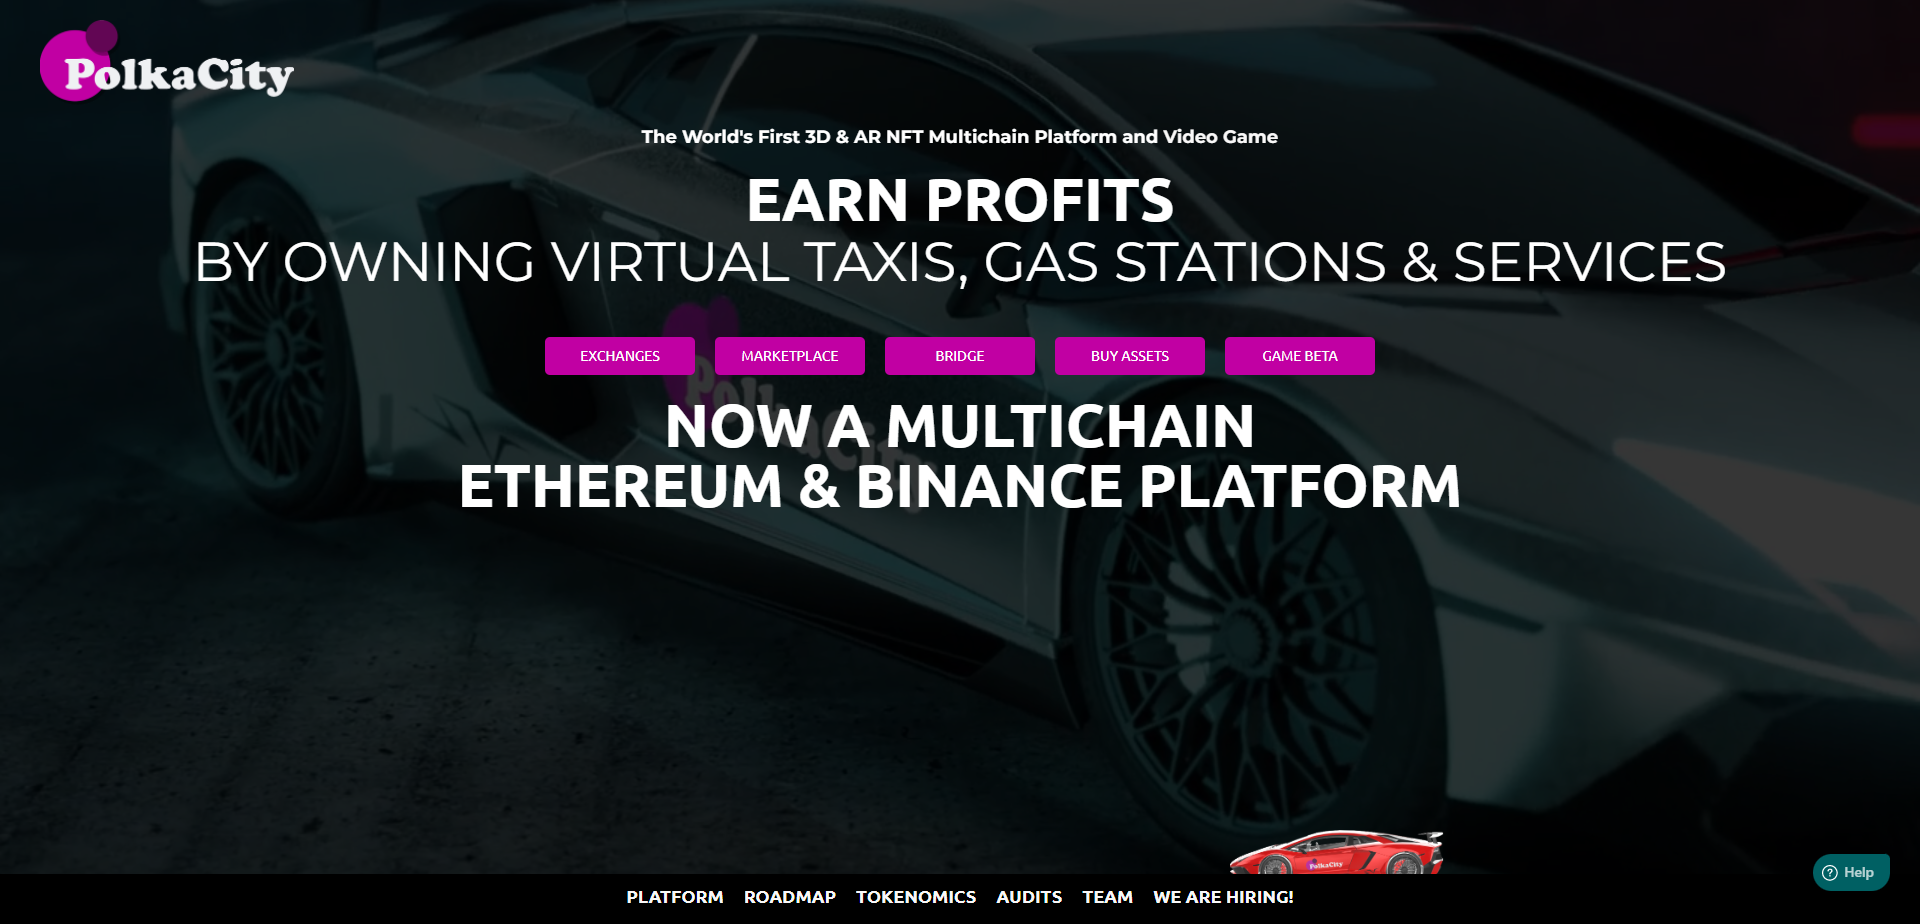 PolkaCity
The World's First 3D & AR NFT Multichain Platform and Video Game
EARN PROFITS
BY OWNING VIRTUAL TAXIS, GAS STATIONS & SERVICES
EXCHANGES
MARKETPLACE
BRIDGE
BUY ASSETS
GAME BETA
PolkaCity
NOW A MULTICHAIN
ETHEREUM & BINANCE PLATFORM
PolkaCity
Help
PLATFORM
ROADMAP
TOKENOMICS
AUDITS
TEAM
WE ARE HIRING!